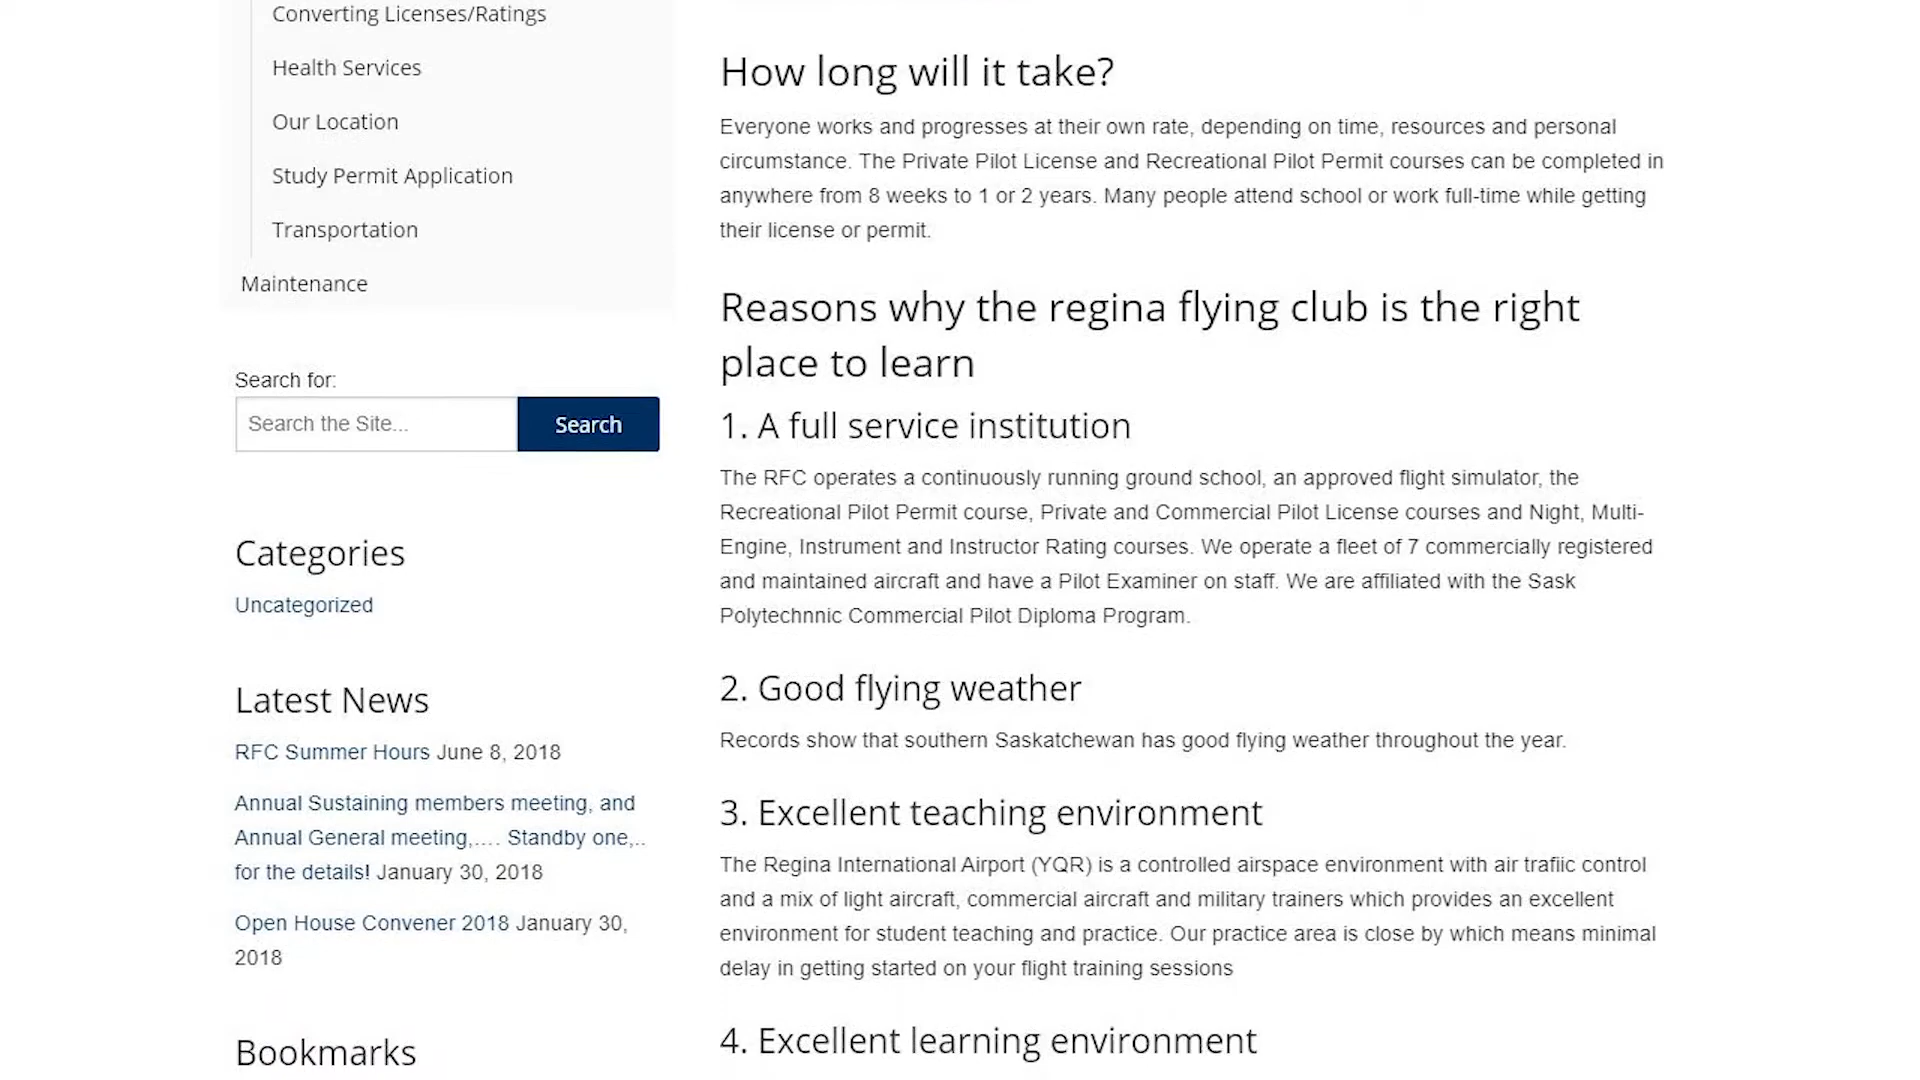 Converting Licenses/Ratings
Health Services
Our Location
Study Permit Application
Transportation
Maintenance
Search for:
Search the Site...
Search
Categories
Uncategorized
Latest News
RFC Summer Hours June 8, 2018
Annual Sustaining members meeting, and
Annual General meeting,.... Standby one,..
for the details! January 30, 2018
Open House Convener 2018 January 30,
2018
Bookmarks
How long will it take?
Everyone works and progresses at their own rate, depending on time, resources and personal
circumstance. The Private Pilot License and Recreational Pilot Permit courses can be completed in
anywhere from 8 weeks to 1 or 2 years. Many people attend school or work full-time while getting
their license or permit.
Reasons why the regina flying club is the right
place to learn
1. A full service institution
The RFC operates a continuously running ground school, an approved flight simulator, the
Recreational Pilot Permit course, Private and Commercial Pilot License courses and Night, Multi-
Engine, Instrument and Instructor Rating courses. We operate a fleet of 7 commercially registered
and maintained aircraft and have a Pilot Examiner on staff. We are affiliated with the Sask
Polytechnnic Commercial Pilot Diploma Program.
2. Good flying weather
Records show that southern Saskatchewan has good flying weather throughout the year.
3. Excellent teaching environment
The Regina International Airport (YQR) is a controlled airspace environment with air trafiic control
and a mix of light aircraft, commercial aircraft and military trainers which provides an excellent
environment for student teaching and practice. Our practice area is close by which means minimal
delay in getting started on your flight training sessions
4. Excellent learning environment